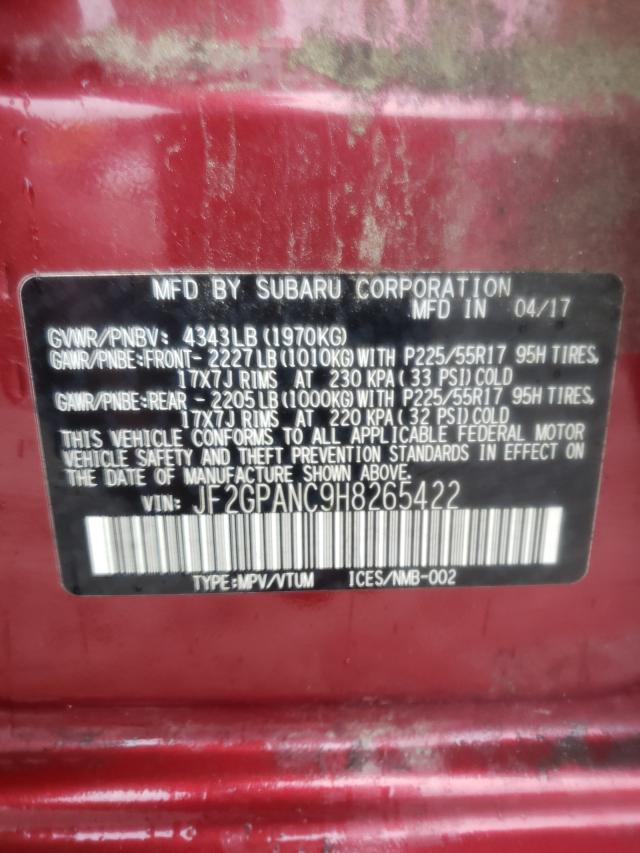 MFD BY SUBARU CORPORATION
MFD IN 04/17
GVWR/PNBV: 4343LB (1970KG)
GAWR/PNBE:FRONT- 2227LB (1010KG) WITH P225/55R17 95H TIRES,
17X7J RIMS AT 230 KPA( 33 PSI) COLD
GAWR/PNBE:REAR - 2205LB (1000KG) WITH P225/55R17 95H TIRES,
17X7J RIMS AT 220 KPA( 32 PSI) COLD
THIS VEHICLE CONFORMS TO ALL APPLICABLE FEDERAL MOTOR
VEHICLE SAFETY AND THEFT PREVENTION STANDARDS IN EFFECT ON
THE DATE OF MANUFACTURE SHOWN ABOVE.
VIN: JF2GPANC9H8265422
TYPE:MPV/VTUM ICES/NMB-002